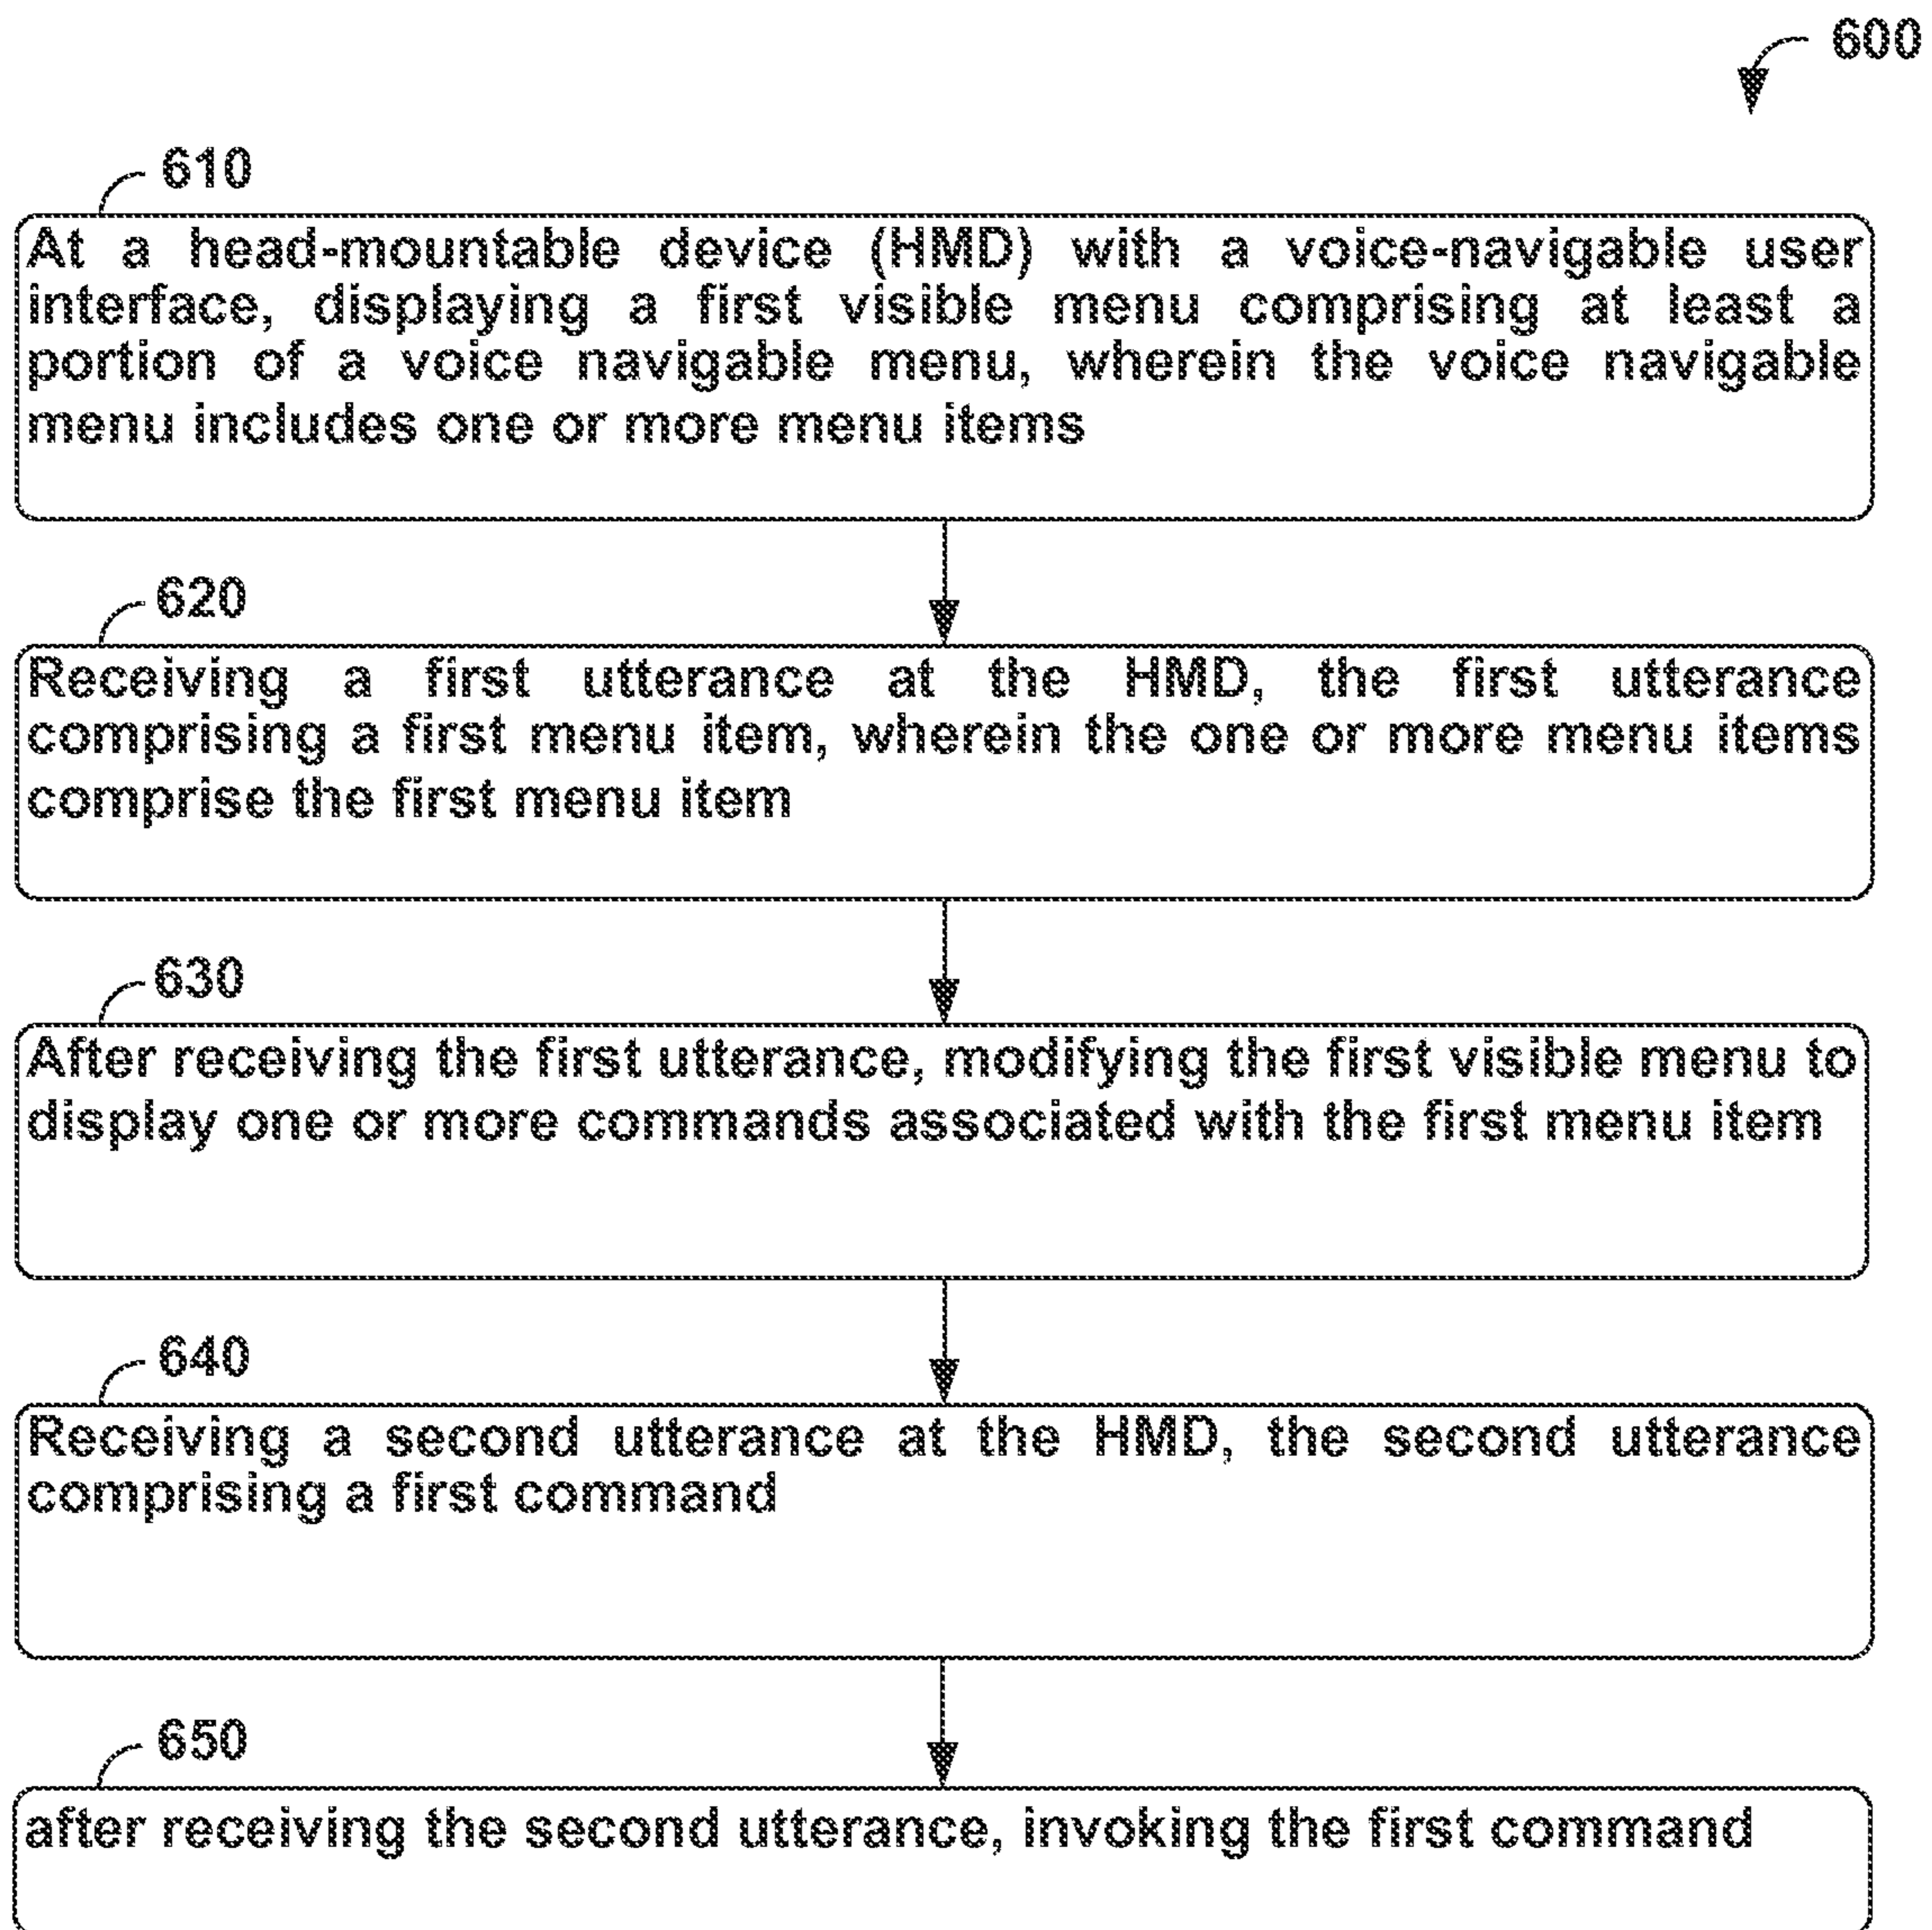 600
610
At a head-mountable device (HMD) with a voice-navigable user
interface, displaying a first visible menu comprising at least a
portion of a voice navigable menu, wherein the voice navigable
menu includes one or more menu items
620
Receiving a first utterance at the HMD, the first utterance
comprising a first menu item, wherein the one or more menu items
comprise the first menu item
630
After receiving the first utterance, modifying the first visible menu to
display one or more commands associated with the first menu item
640
Receiving a second utterance at the HMD, the second utterance
comprising a first command
650
after receiving the second utterance, invoking the first command